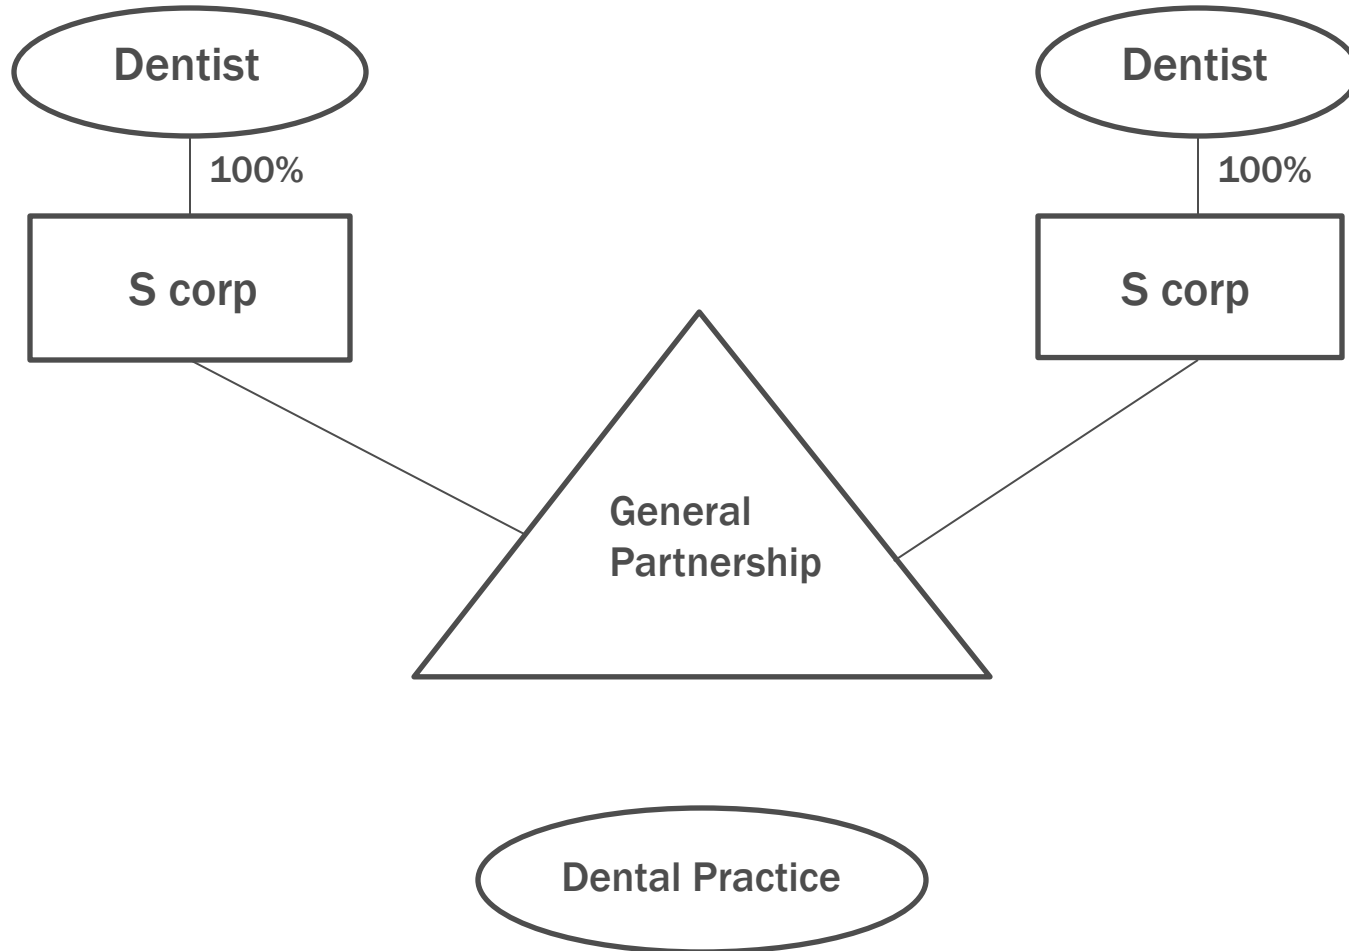 Dentist
Dentist
100%
100%
S corp
S corp
General
Partnership
Dental Practice